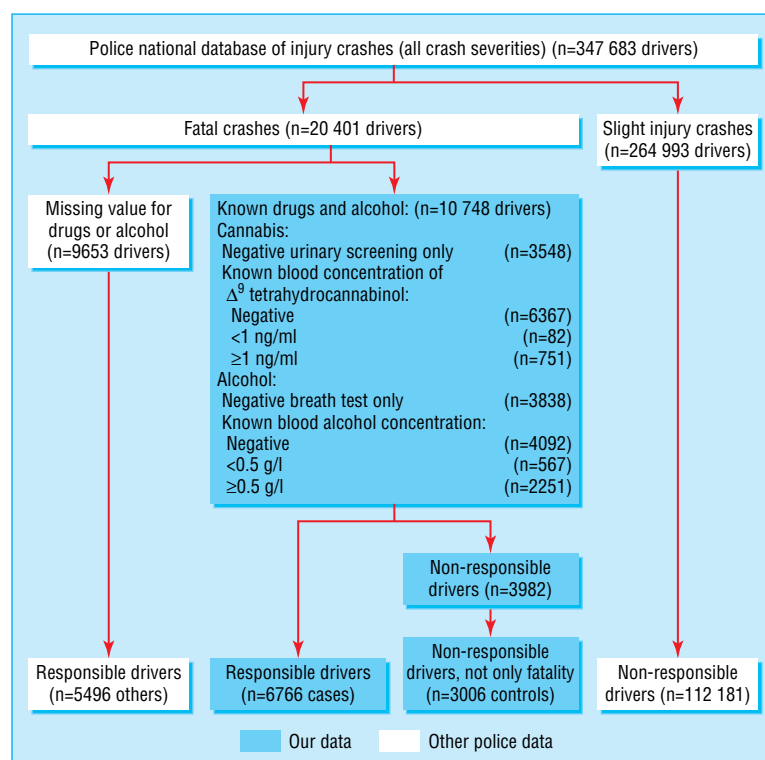 Police national database of injury crashes (all crash severities) (n=347 683 drivers)
Fatal crashes (n=20 401 drivers)
Slight injury crashes
(n=264 993 drivers)
Missing value for
drugs or alcohol
(n=9653 drivers)
Known drugs and alcohol: (n=10 748 drivers)
Cannabis:
Negative urinary screening only (n=3548)
Known blood concentration of
Δ⁹ tetrahydrocannabinol:
Negative (n=6367)
<1 ng/ml (n=82)
≥1 ng/ml (n=751)
Alcohol:
Negative breath test only (n=3838)
Known blood alcohol concentration:
Negative (n=4092)
<0.5 g/l (n=567)
≥0.5 g/l (n=2251)
Non-responsible
drivers (n=3982)
Responsible drivers
(n=5496 others)
Responsible drivers
(n=6766 cases)
Non-responsible
drivers, not only fatality
(n=3006 controls)
Non-responsible
drivers (n=112 181)
Our data
Other police data